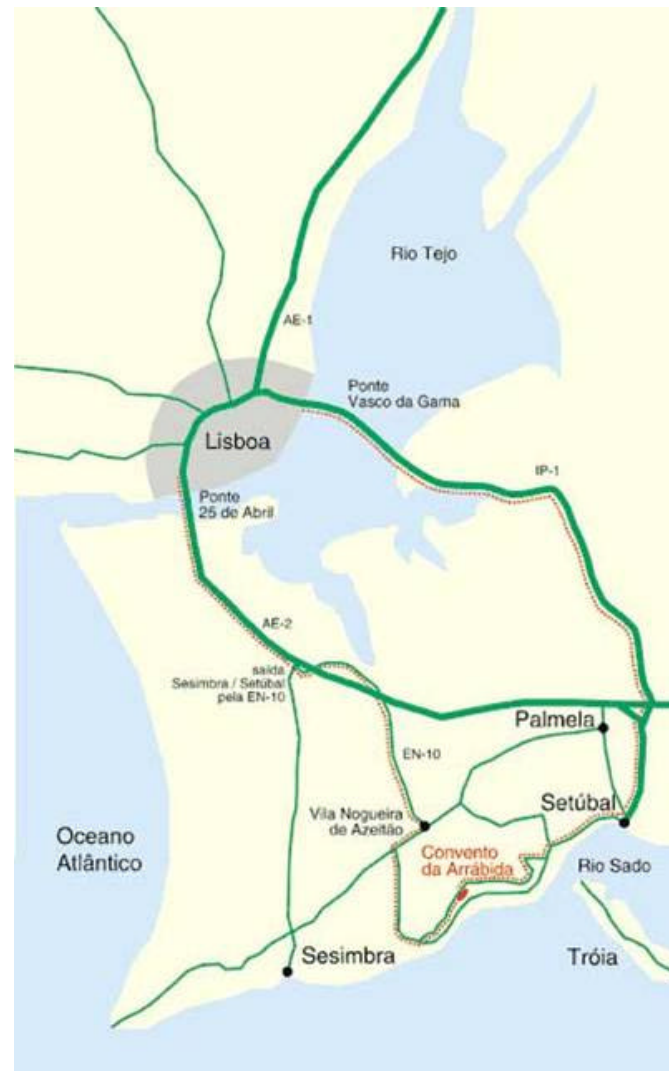 Rio Tejo
AE-1
Ponte
Vasco da Gama
Lisboa
IP-1
Ponte
25 de Abril
AE-2
saída
Sesimbra / Setúbal
pela EN-10
Palmela
EN-10
Setúbal
Vila Nogueira
de Azeitão
Oceano
Atlântico
Convento
da Arrábida
Rio Sado
Sesimbra
Tróia